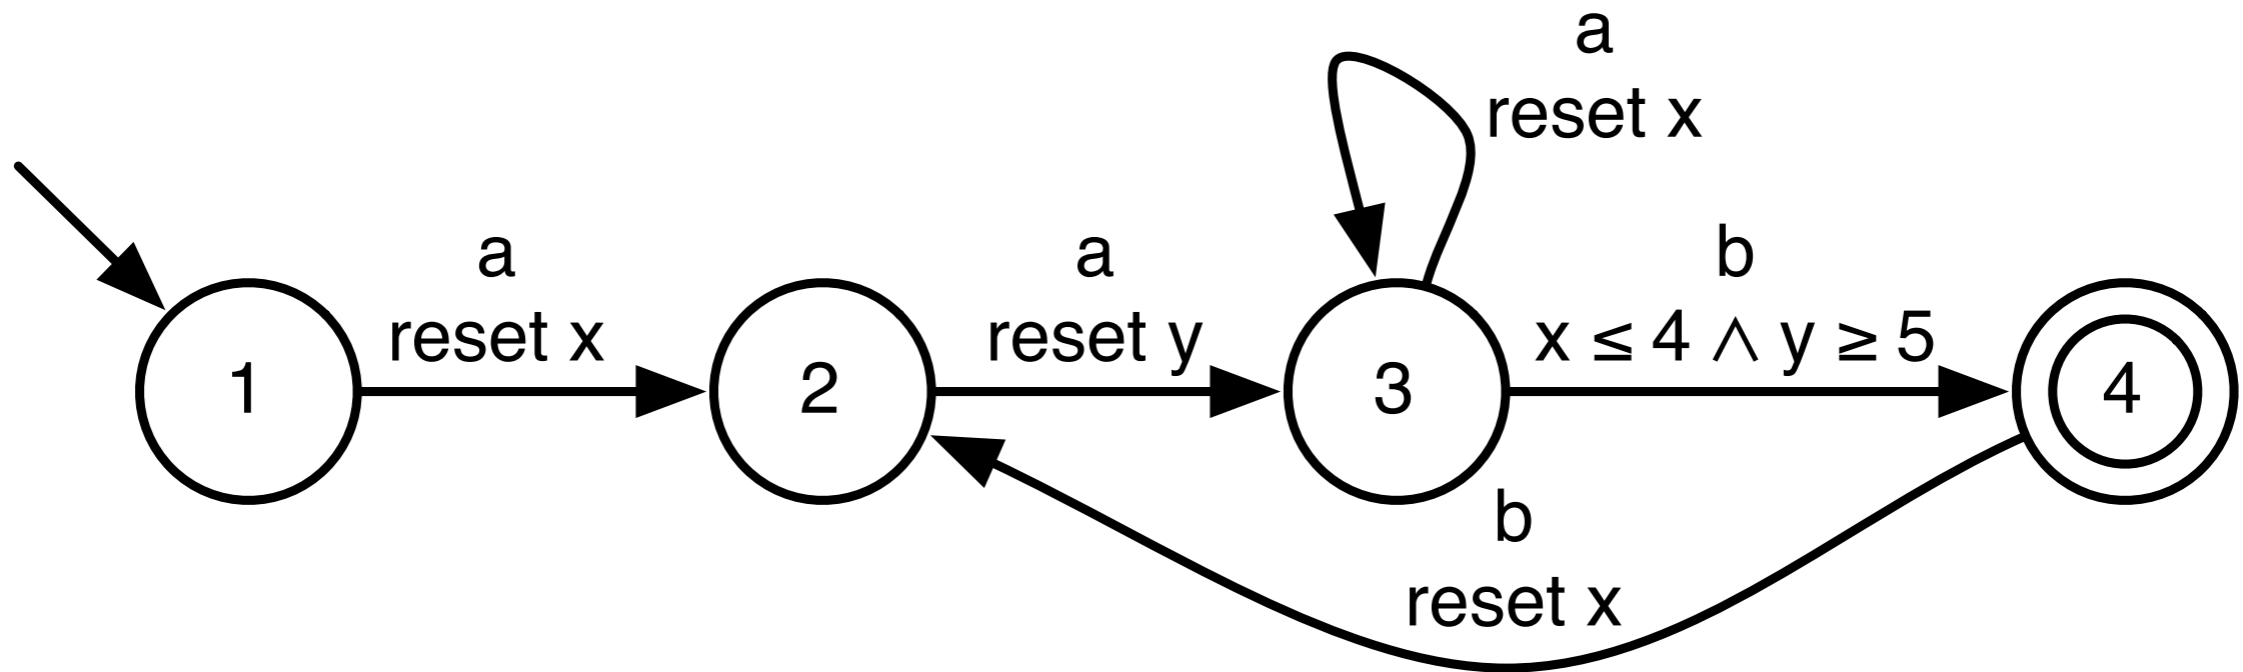 a
reset x
a
reset x
a
reset y
b
x ≤ 4 ∧ y ≥ 5
1
2
3
4
b
reset x